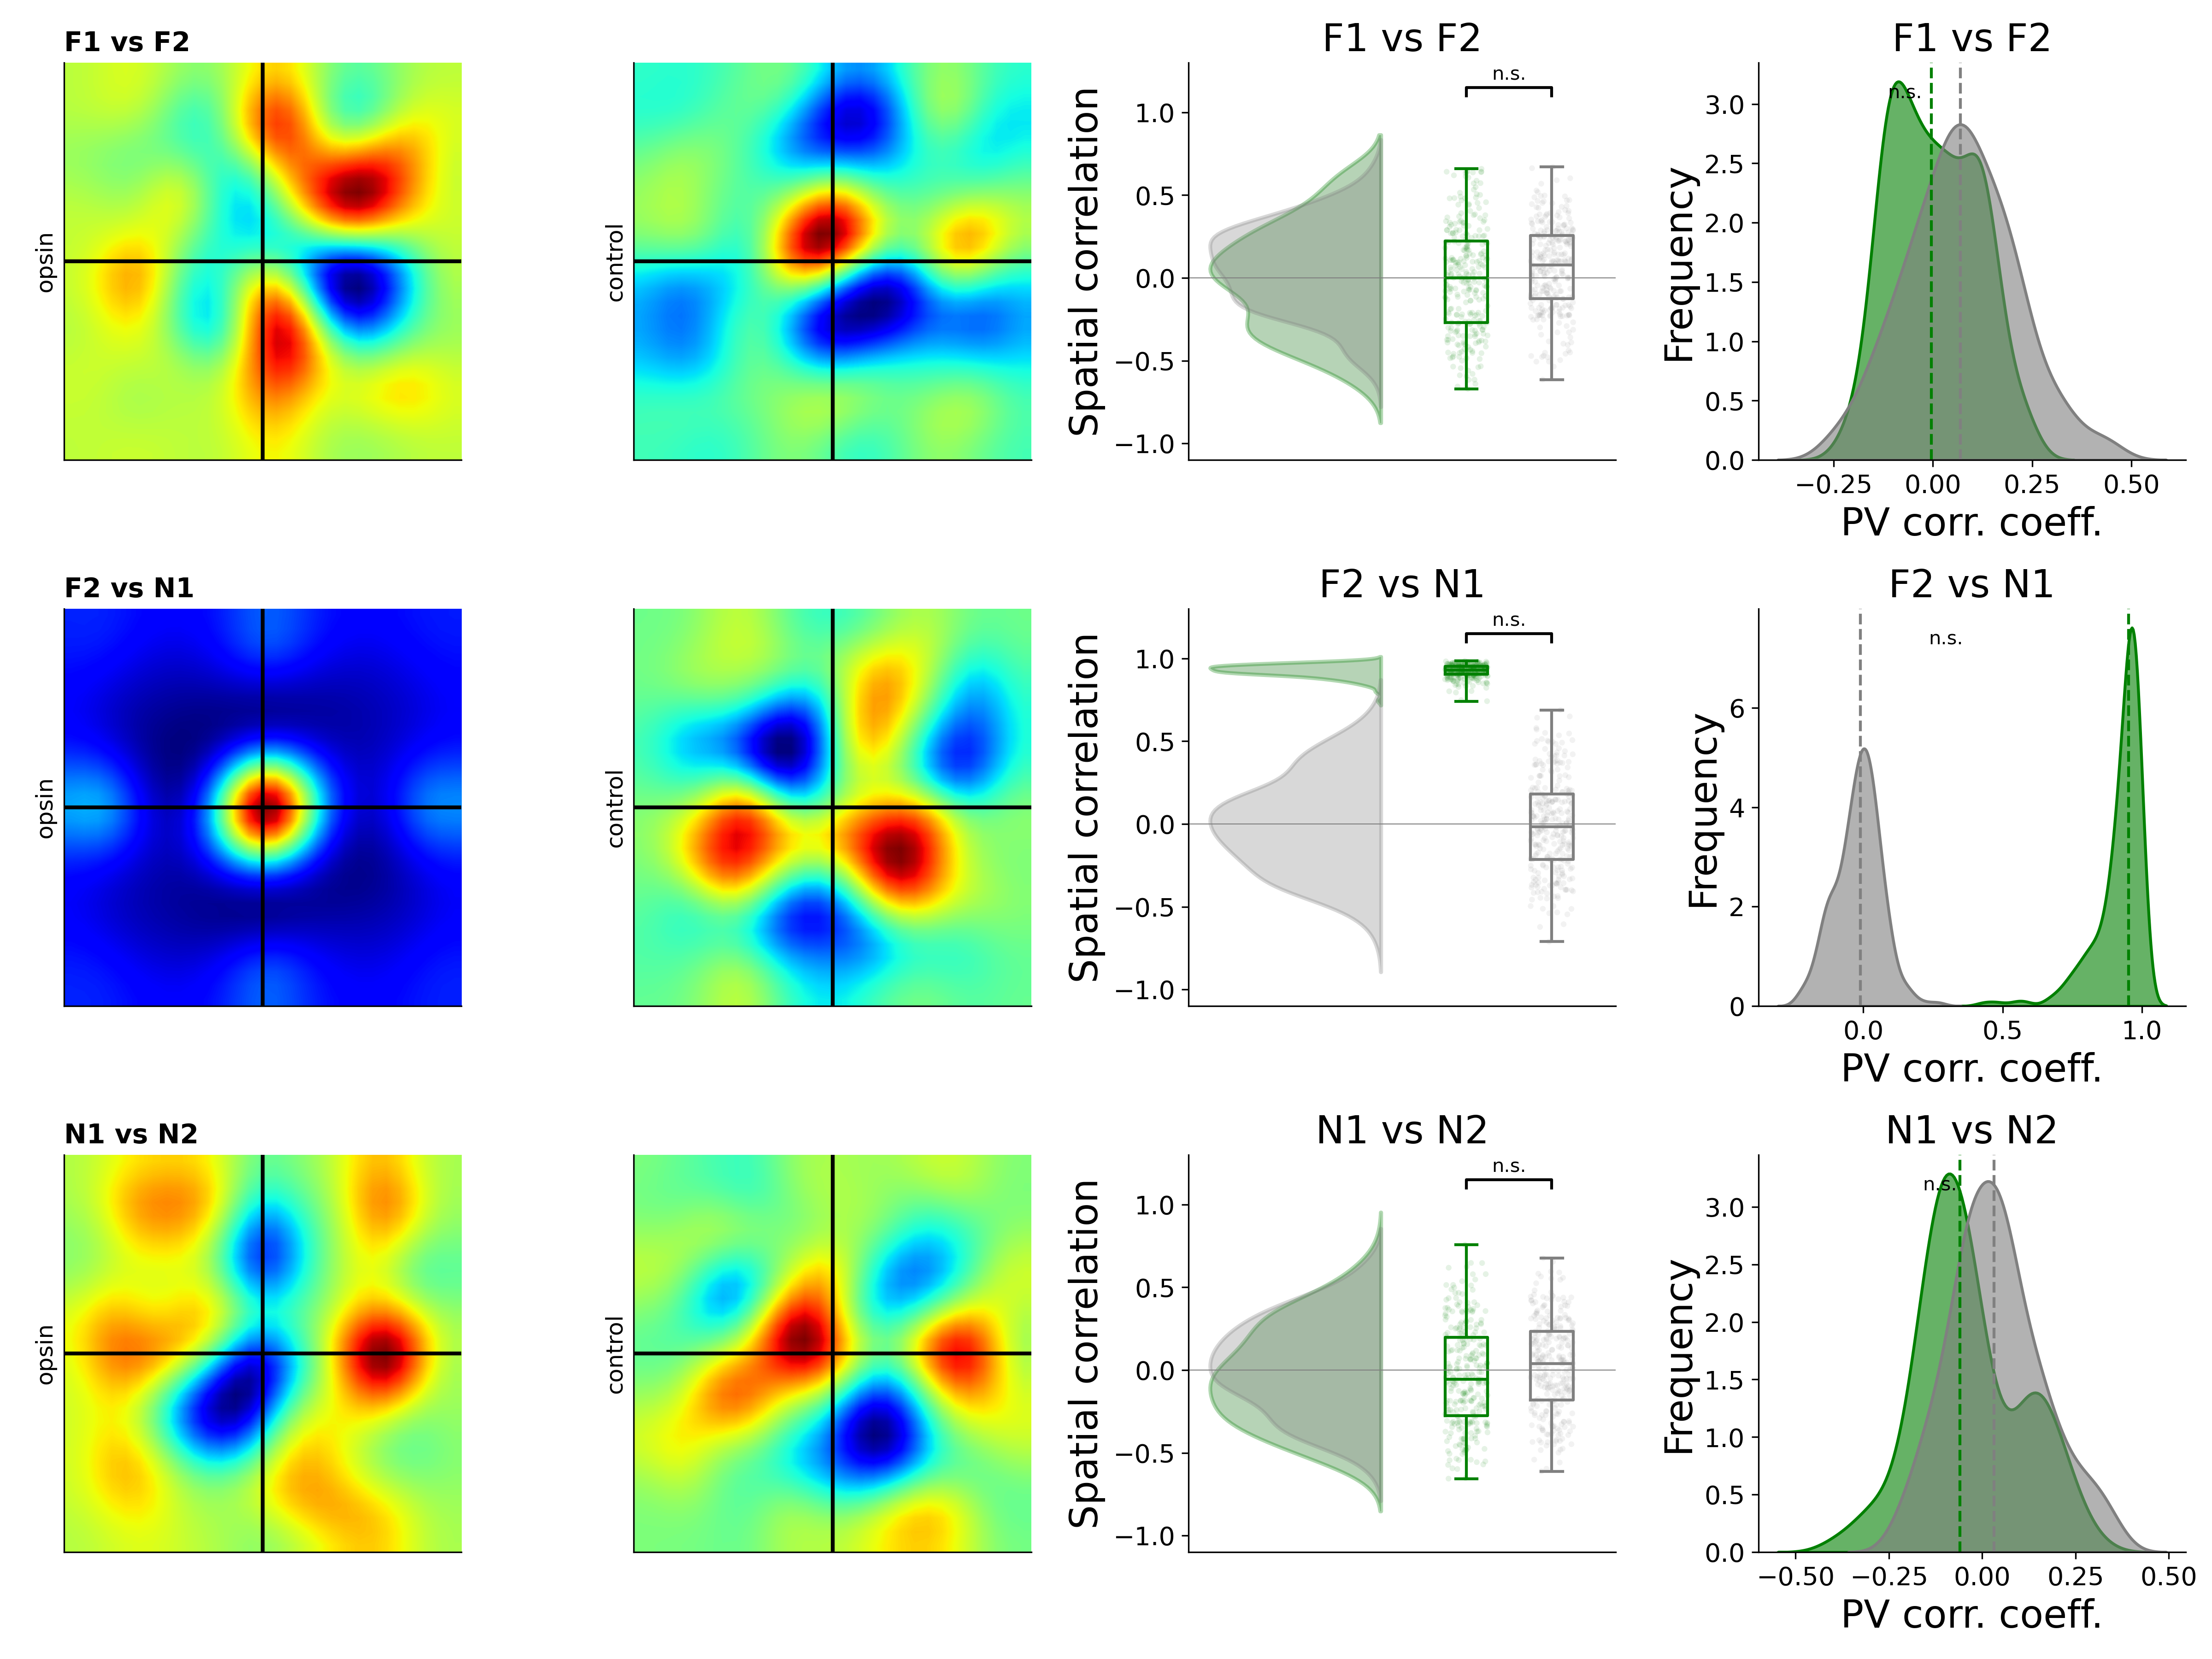 F1 vs F2
opsin
control
F1 vs F2
Spatial correlation
1.0
0.5
0.0
−0.5
−1.0
n.s.
F1 vs F2
Frequency
3.0
2.5
2.0
1.5
1.0
0.5
0.0
n.s.
−0.25 0.00 0.25 0.50
PV corr. coeff.
F2 vs N1
opsin
control
F2 vs N1
Spatial correlation
1.0
0.5
0.0
−0.5
−1.0
n.s.
F2 vs N1
Frequency
6
4
2
0
n.s.
0.0 0.5 1.0
PV corr. coeff.
N1 vs N2
opsin
control
N1 vs N2
Spatial correlation
1.0
0.5
0.0
−0.5
−1.0
n.s.
N1 vs N2
Frequency
3.0
2.5
2.0
1.5
1.0
0.5
0.0
n.s.
−0.50 −0.25 0.00 0.25 0.50
PV corr. coeff.